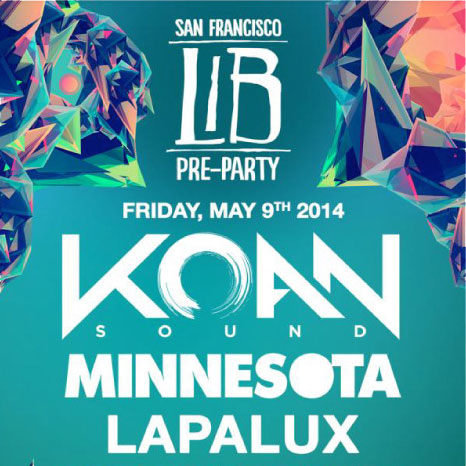 SAN FRANCISCO
LIB
PRE-PARTY
FRIDAY, MAY 9TH 2014
KOAN
SOUND
MINNESOTA
LAPALUX